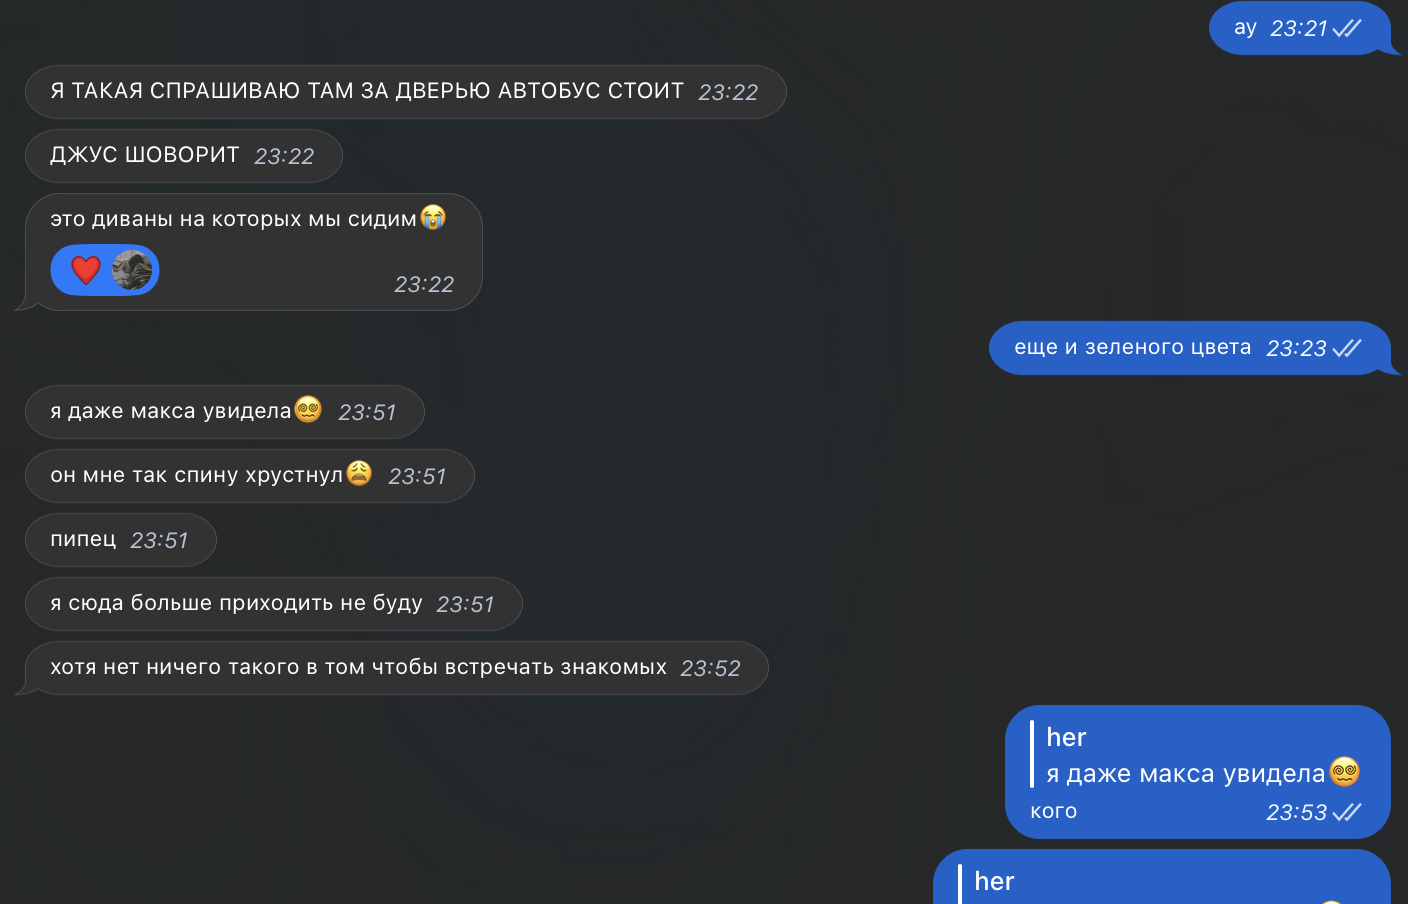 ау 23:21
Я ТАКАЯ СПРАШИВАЮ ТАМ ЗА ДВЕРЬЮ АВТОБУС СТОИТ 23:22
ДЖУС ШОВОРИТ 23:22
это диваны на которых мы сидим😭
23:22
еще и зеленого цвета 23:23
я даже макса увидела😵‍💫 23:51
он мне так спину хрустнул😩 23:51
пипец 23:51
я сюда больше приходить не буду 23:51
хотя нет ничего такого в том чтобы встречать знакомых 23:52
her
я даже макса увидела😵‍💫
кого 23:53
her